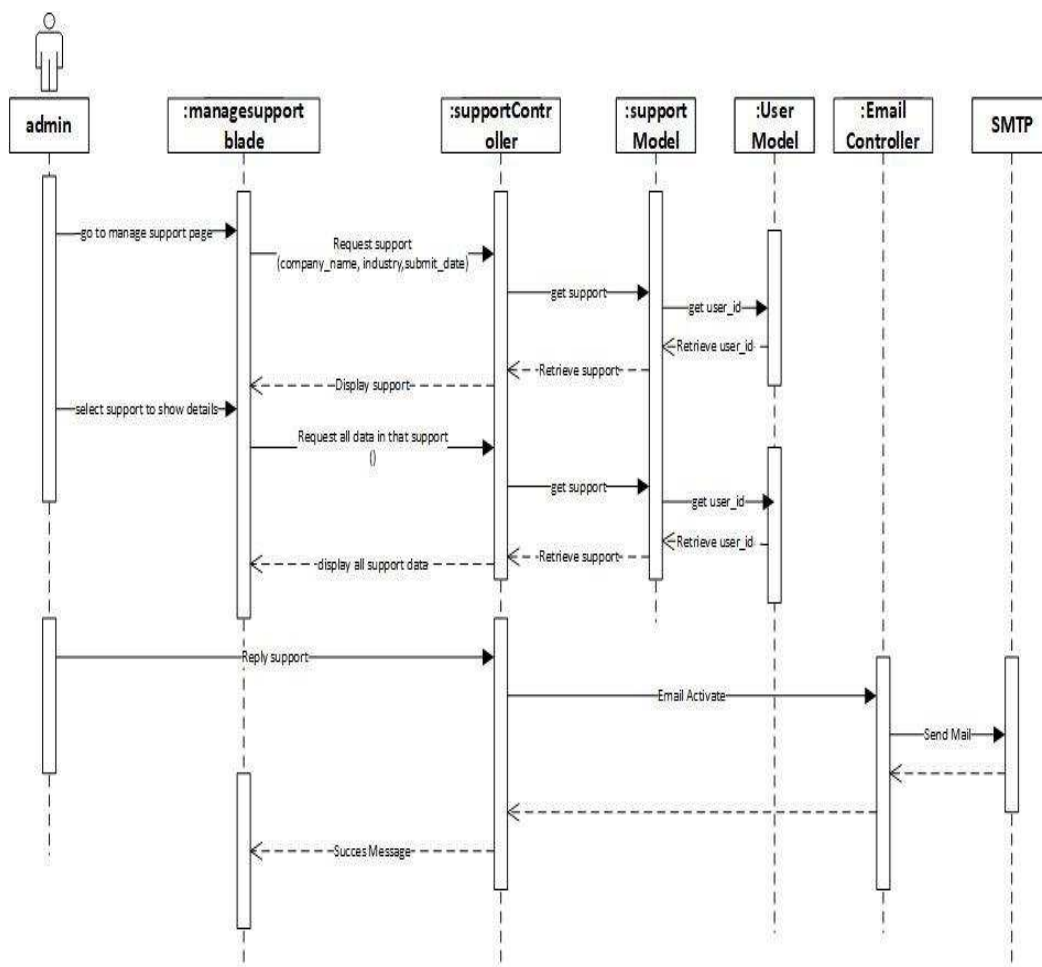 admin
:managesupport
blade
:supportContr
oller
:support
Model
:User
Model
:Email
Controller
SMTP
go to manage support page
Request support
(company_name, industry,submit_date)
get support
get user_id
Retrieve user_id
Retrieve support
Display support
select support to show details
Request all data in that support
()
get support
get user_id
Retrieve user_id
Retrieve support
display all support data
Reply support
Email Activate
Send Mail
Succes Message